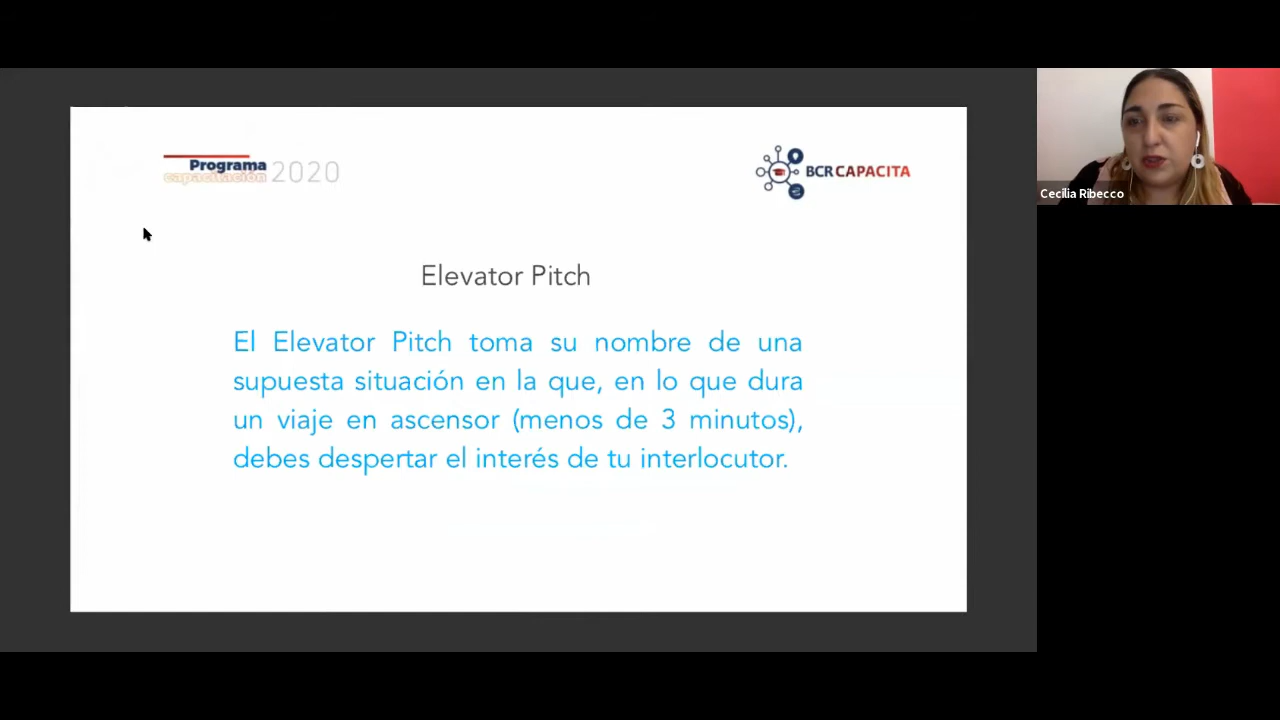 Programa
capacitación 2020
BCR CAPACITA
Cecilia Ribecco
Elevator Pitch
El Elevator Pitch toma su nombre de una
supuesta situación en la que, en lo que dura
un viaje en ascensor (menos de 3 minutos),
debes despertar el interés de tu interlocutor.